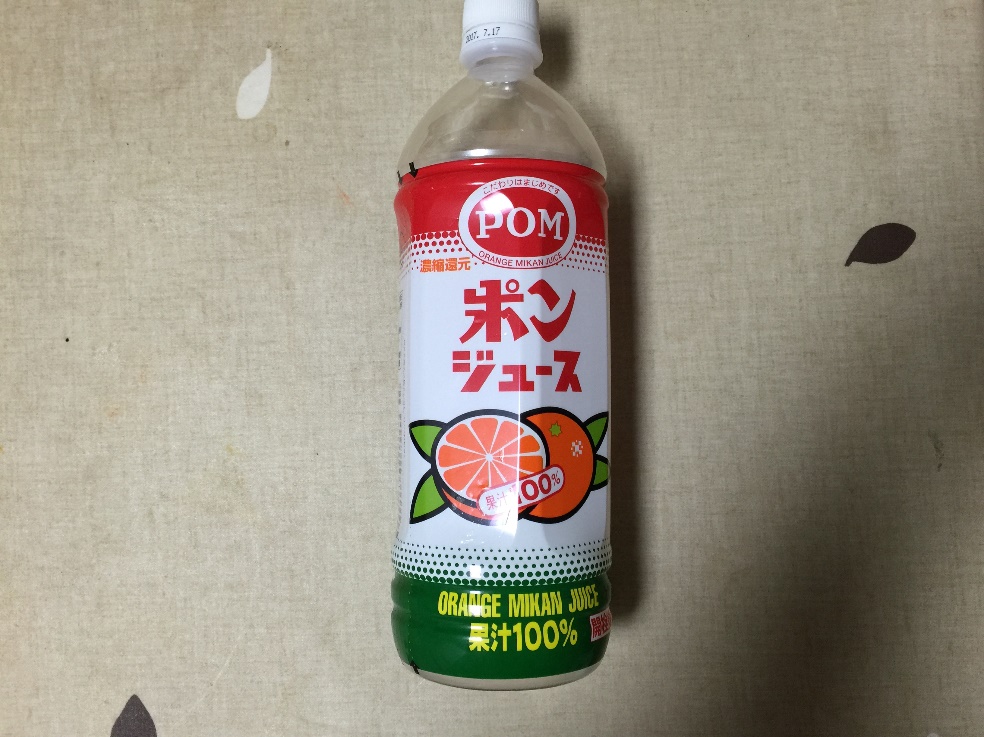 2017. 7.17
こだわりはまじめです
POM
ORANGE MIKAN JUICE
濃縮還元
ポン
ジュース
果汁100%
ORANGE MIKAN JUICE
果汁100%
開栓